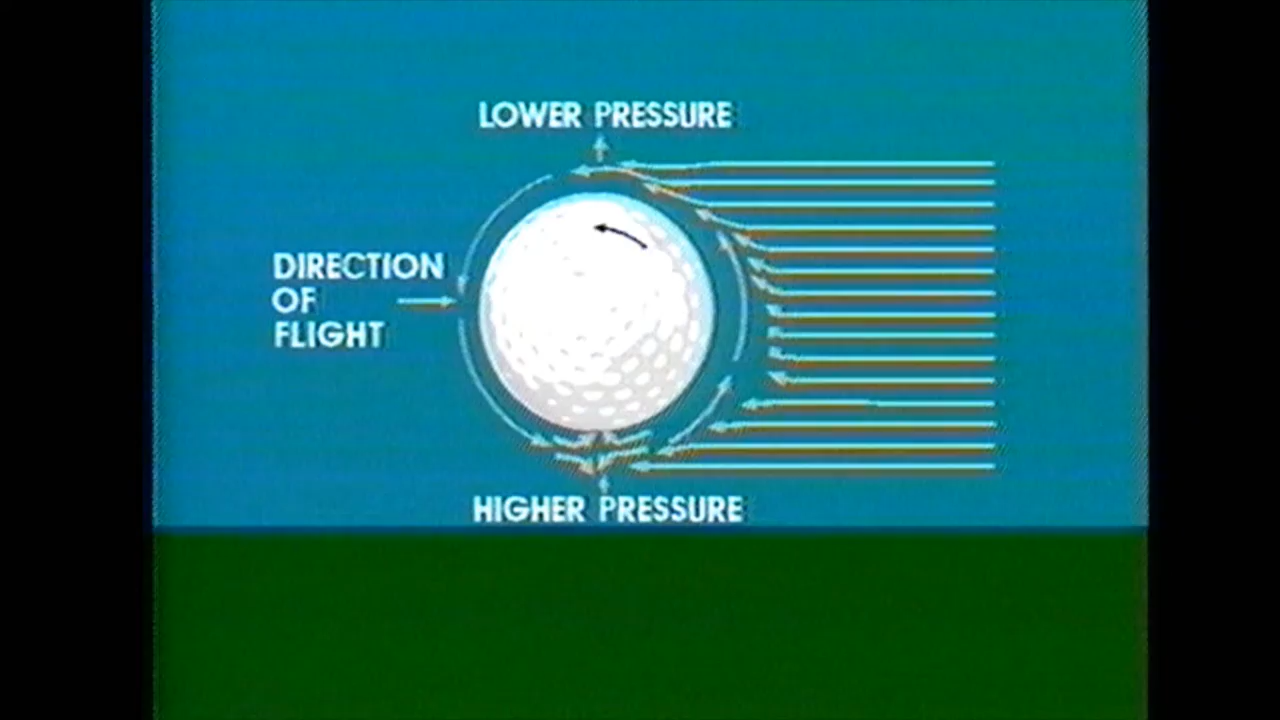 LOWER PRESSURE
DIRECTION
OF
FLIGHT
HIGHER PRESSURE